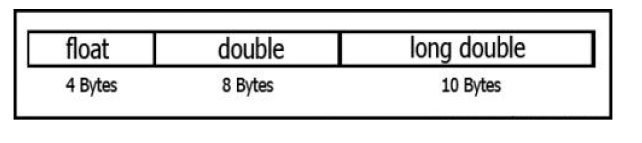 float double long double
4 Bytes 8 Bytes 10 Bytes